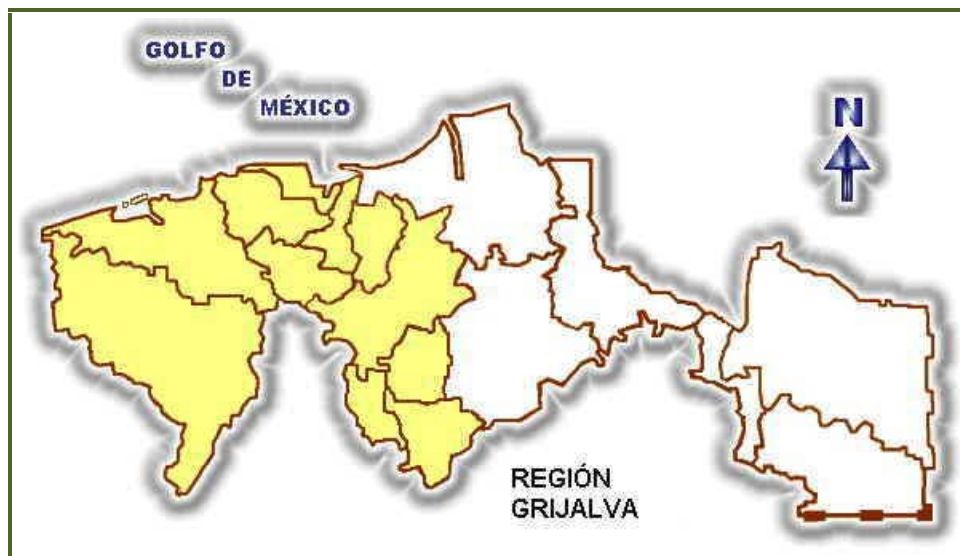 GOLFO
DE
MÉXICO
N
REGIÓN
GRIJALVA